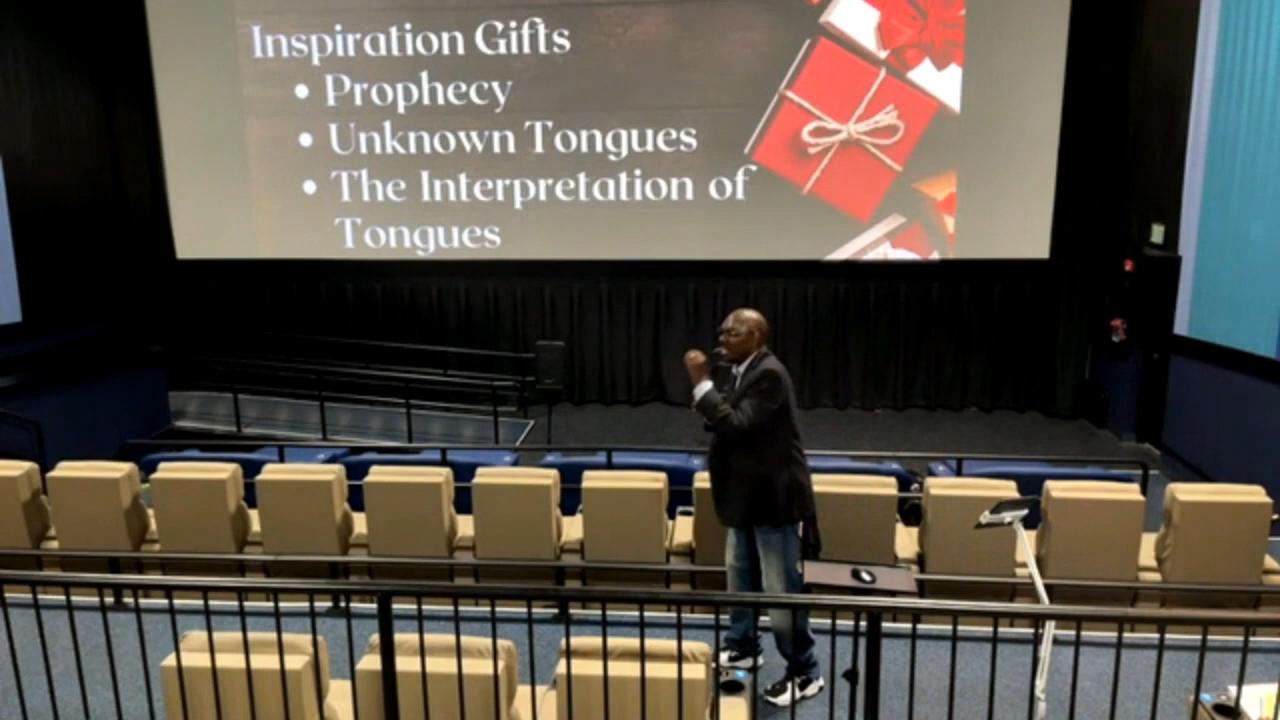 Inspiration Gifts
• Prophecy
• Unknown Tongues
• The Interpretation of
Tongues